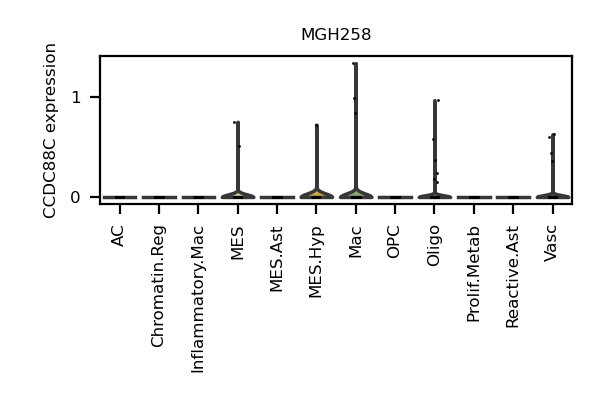 MGH258
CCDC88C expression
1
0
AC
Chromatin.Reg
Inflammatory.Mac
MES
MES.Ast
MES.Hyp
Mac
OPC
Oligo
Prolif.Metab
Reactive.Ast
Vasc